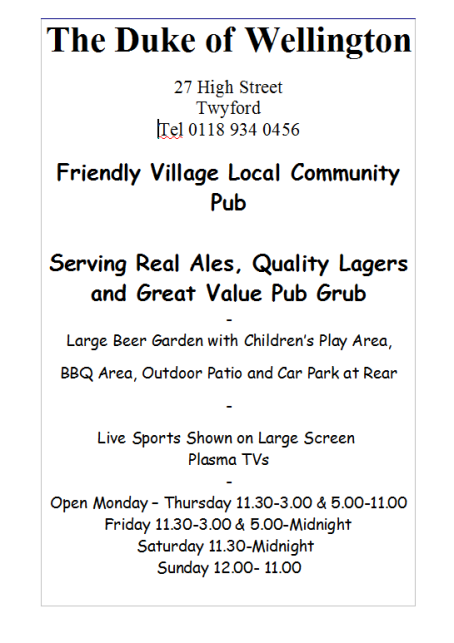 The Duke of Wellington
27 High Street
Twyford
Tel 0118 934 0456
Friendly Village Local Community
Pub
Serving Real Ales, Quality Lagers
and Great Value Pub Grub
-
Large Beer Garden with Children's Play Area,
BBQ Area, Outdoor Patio and Car Park at Rear
-
Live Sports Shown on Large Screen
Plasma TVs
-
Open Monday – Thursday 11.30-3.00 & 5.00-11.00
Friday 11.30-3.00 & 5.00-Midnight
Saturday 11.30-Midnight
Sunday 12.00- 11.00